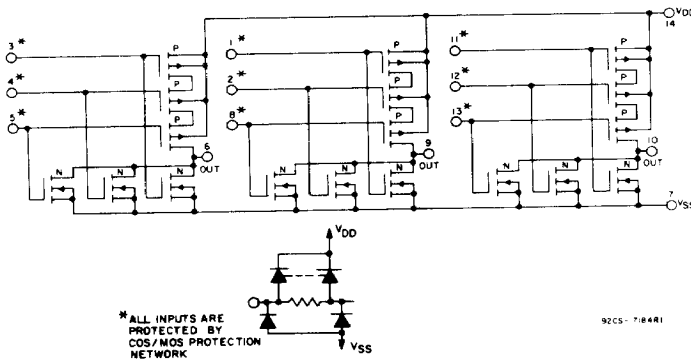 VDD
14
3*
P
4*
P
5*
P
6
OUT
N
N
N
1*
P
2*
P
8*
P
9
OUT
N
N
N
11*
P
12*
P
13*
P
10
OUT
N
N
N
7
VSS
VDD
VSS
*ALL INPUTS ARE
PROTECTED BY
COS/MOS PROTECTION
NETWORK
92CS-7184R1